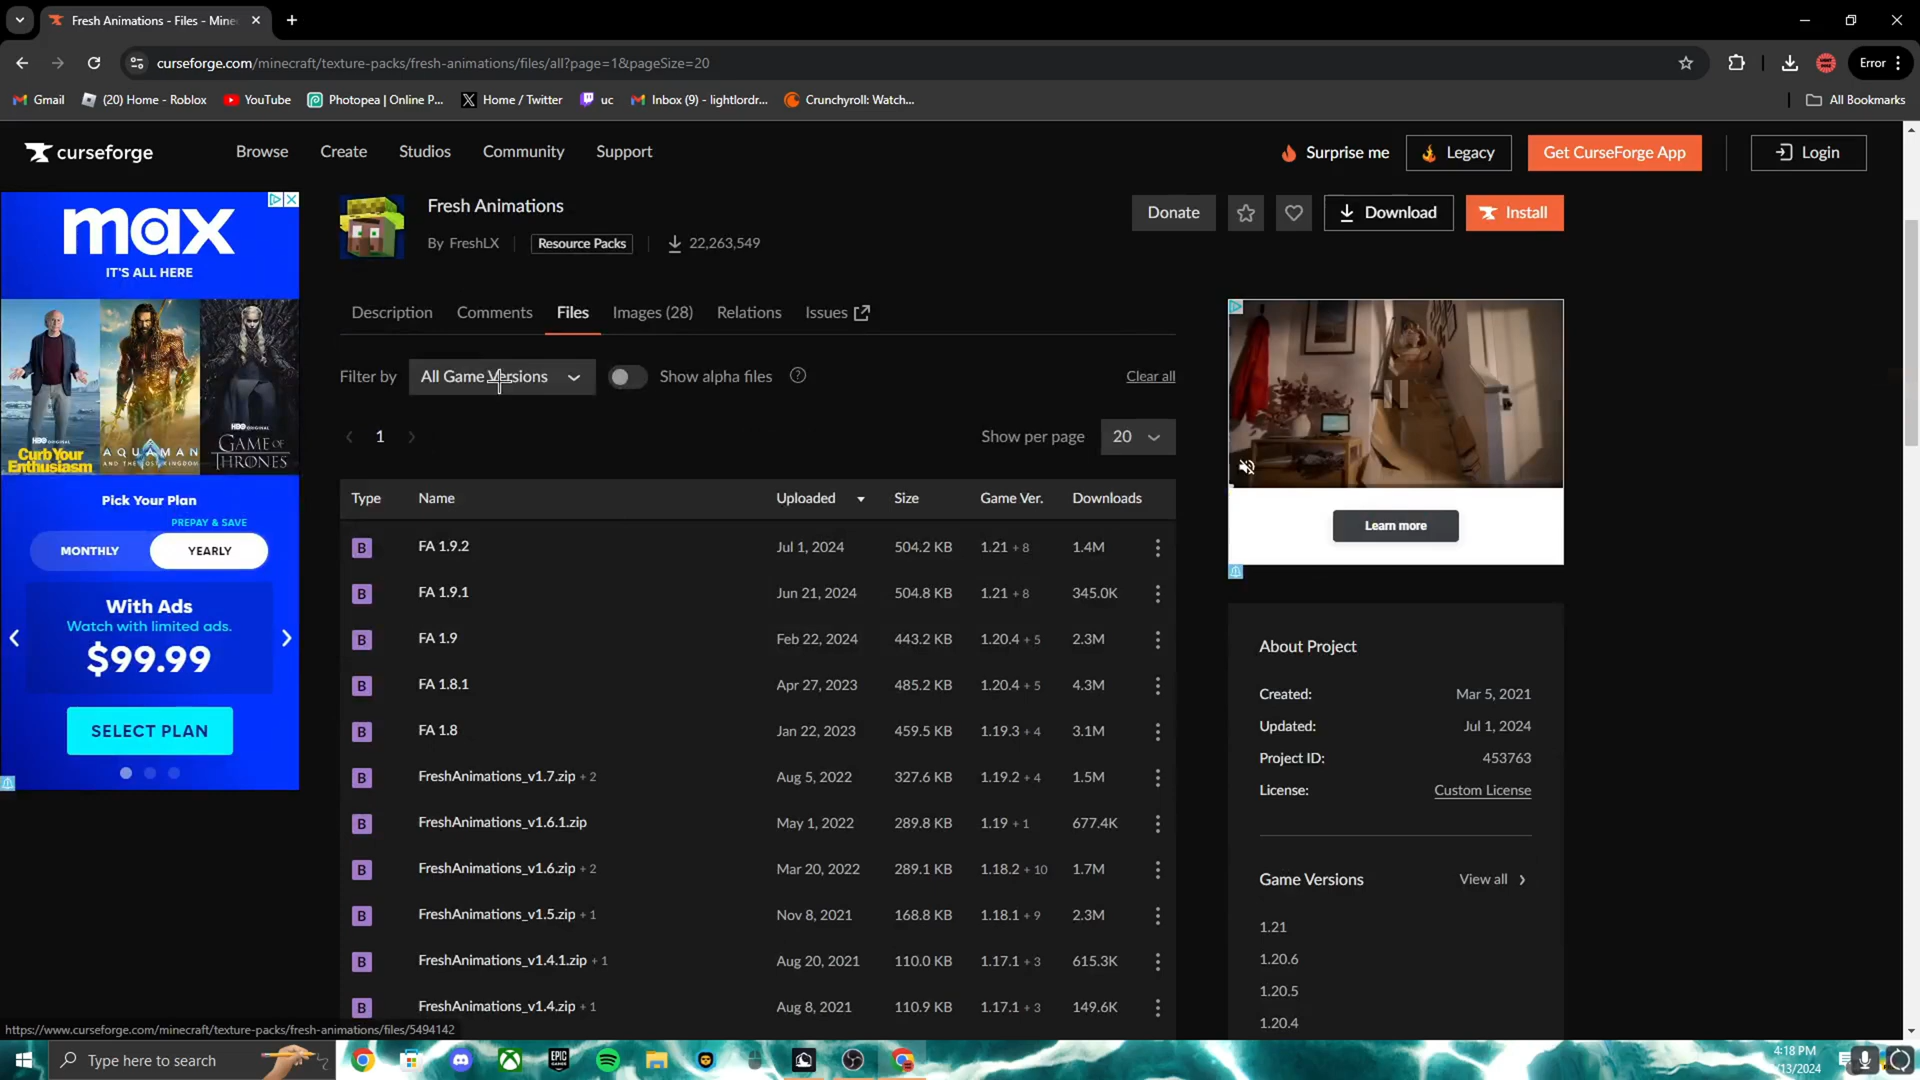 Fresh Animations - Files - Mine
curseforge.com/minecraft/texture-packs/fresh-animations/files/all?page=1&pageSize=20
Error
Gmail
(20) Home - Roblox
YouTube
Photopea | Online P...
Home / Twitter
uc
Inbox (9) - lightlordr...
Crunchyroll: Watch...
All Bookmarks
curseforge
Browse
Create
Studios
Community
Support
Surprise me
Legacy
Get CurseForge App
Login
max
IT'S ALL HERE
HBO ORIGINAL
Curb Your
Enthusiasm
AQUAMAN
AND THE LOST KINGDOM
HBO ORIGINAL
GAME OF
THRONES
Pick Your Plan
PREPAY & SAVE
MONTHLY
YEARLY
With Ads
Watch with limited ads.
$99.99
SELECT PLAN
Fresh Animations
By FreshLX
Resource Packs
22,263,549
Donate
Download
Install
Description
Comments
Files
Images (28)
Relations
Issues
Filter by
All Game Versions
Show alpha files
Clear all
1
Show per page
20
Type Name Uploaded Size Game Ver. Downloads
B FA 1.9.2 Jul 1, 2024 504.2 KB 1.21 + 8 1.4M
B FA 1.9.1 Jun 21, 2024 504.8 KB 1.21 + 8 345.0K
B FA 1.9 Feb 22, 2024 443.2 KB 1.20.4 + 5 2.3M
B FA 1.8.1 Apr 27, 2023 485.2 KB 1.20.4 + 5 4.3M
B FA 1.8 Jan 22, 2023 459.5 KB 1.19.3 + 4 3.1M
B FreshAnimations_v1.7.zip + 2 Aug 5, 2022 327.6 KB 1.19.2 + 4 1.5M
B FreshAnimations_v1.6.1.zip May 1, 2022 289.8 KB 1.19 + 1 677.4K
B FreshAnimations_v1.6.zip + 2 Mar 20, 2022 289.1 KB 1.18.2 + 10 1.7M
B FreshAnimations_v1.5.zip + 1 Nov 8, 2021 168.8 KB 1.18.1 + 9 2.3M
B FreshAnimations_v1.4.1.zip + 1 Aug 20, 2021 110.0 KB 1.17.1 + 3 615.3K
B FreshAnimations_v1.4.zip + 1 Aug 8, 2021 110.9 KB 1.17.1 + 3 149.6K
Learn more
About Project
Created: Mar 5, 2021
Updated: Jul 1, 2024
Project ID: 453763
License: Custom License
Game Versions
View all
1.21
1.20.6
1.20.5
1.20.4
https://www.curseforge.com/minecraft/texture-packs/fresh-animations/files/5494142
Type here to search
EPIC
GAMES
4:18 PM
/13/2024